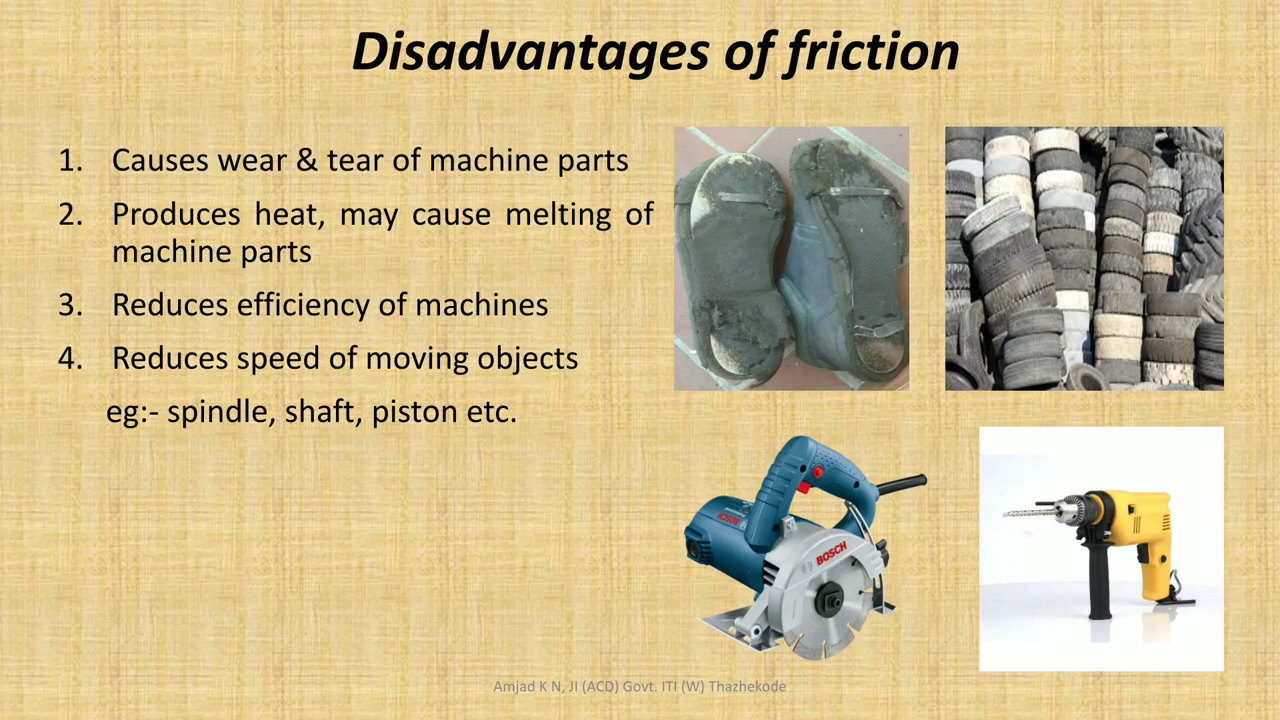 Disadvantages of friction
1. Causes wear & tear of machine parts
2. Produces heat, may cause melting of
machine parts
3. Reduces efficiency of machines
4. Reduces speed of moving objects
eg:- spindle, shaft, piston etc.
BOSCH
BOSCH
Amjad K N, JI (ACD) Govt. ITI (W) Thazhekode